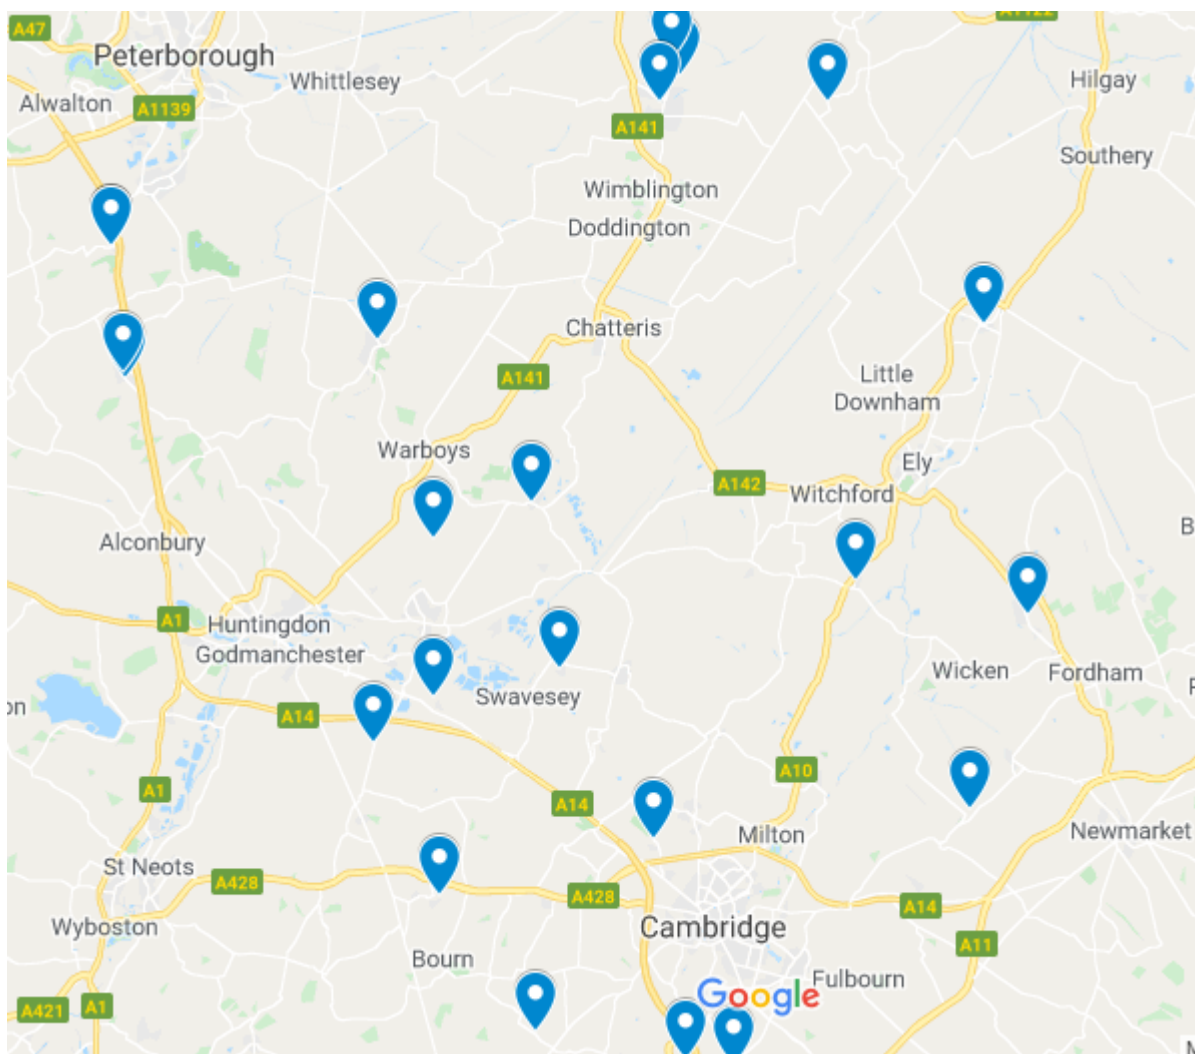 A47
A1122
Peterborough
Whittlesey
Hilgay
Alwalton
A1139
A141
Southery
Wimblington
Doddington
Chatteris
A141
Little
Downham
Warboys
Ely
A142
Witchford
B
Alconbury
A1
Huntingdon
Godmanchester
Wicken
Fordham
F
on
Swavesey
A14
A10
A1
A14
Milton
Newmarket
St Neots
A428
A428
A14
Wyboston
Cambridge
A11
Bourn
Fulbourn
Google
A421
A1